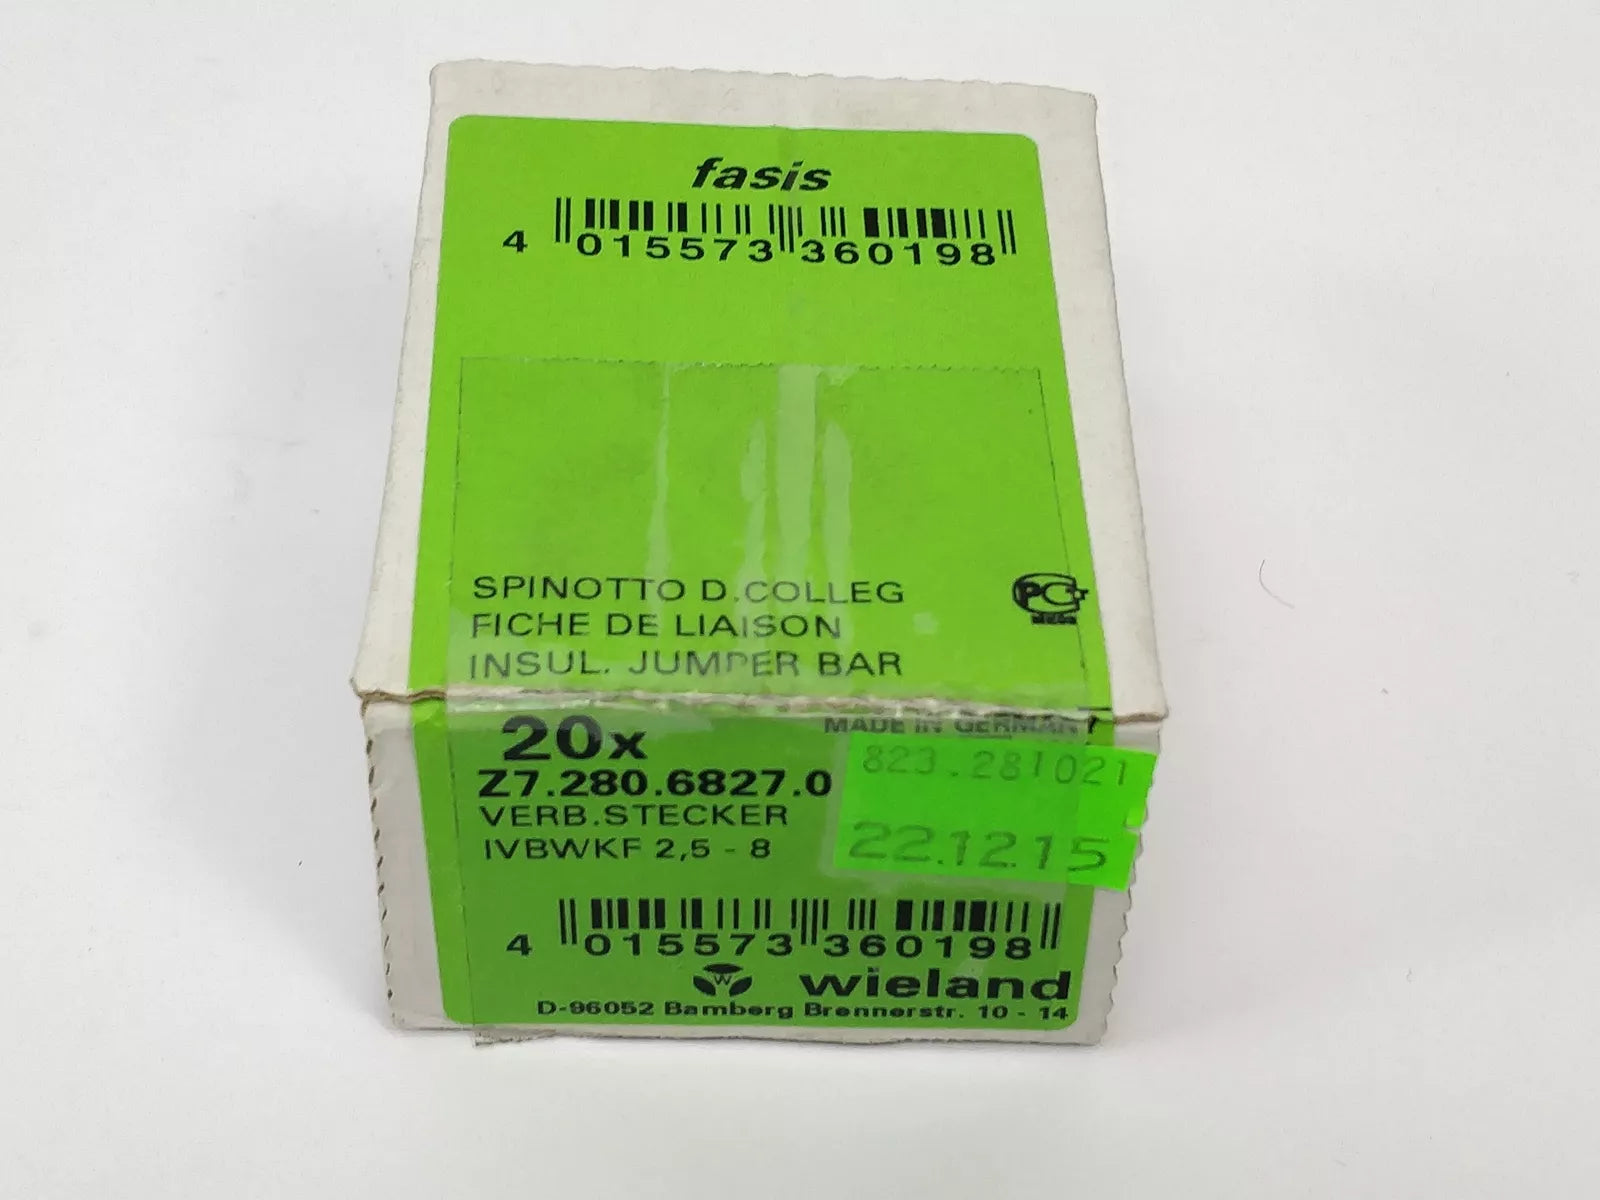 fasis
4 015573 360198
SPINOTTO D.COLLEG
FICHE DE LIAISON
INSUL. JUMPER BAR
PC
20x
MADE IN GERMANY
Z7.280.6827.0
823.281021
VERB.STECKER
22.12.15
IVBWKF 2,5 - 8
4 015573 360198
W wieland
D-96052 Bamberg Brennerstr. 10 - 14